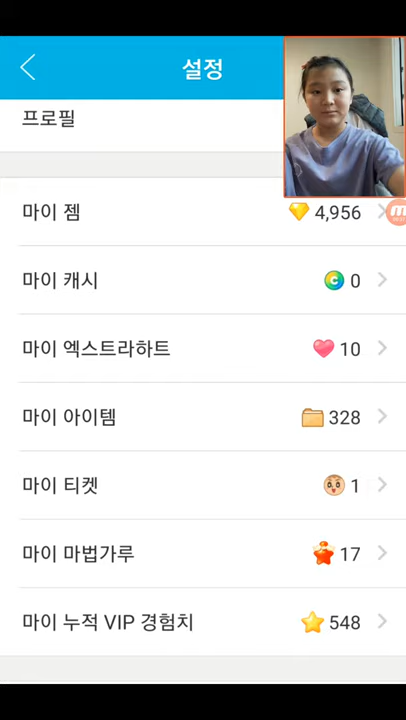 설정
프로필
마이 젬 4,956
마이 캐시 0
마이 엑스트라하트 10
마이 아이템 328
마이 티켓 1
마이 마법가루 17
마이 누적 VIP 경험치 548